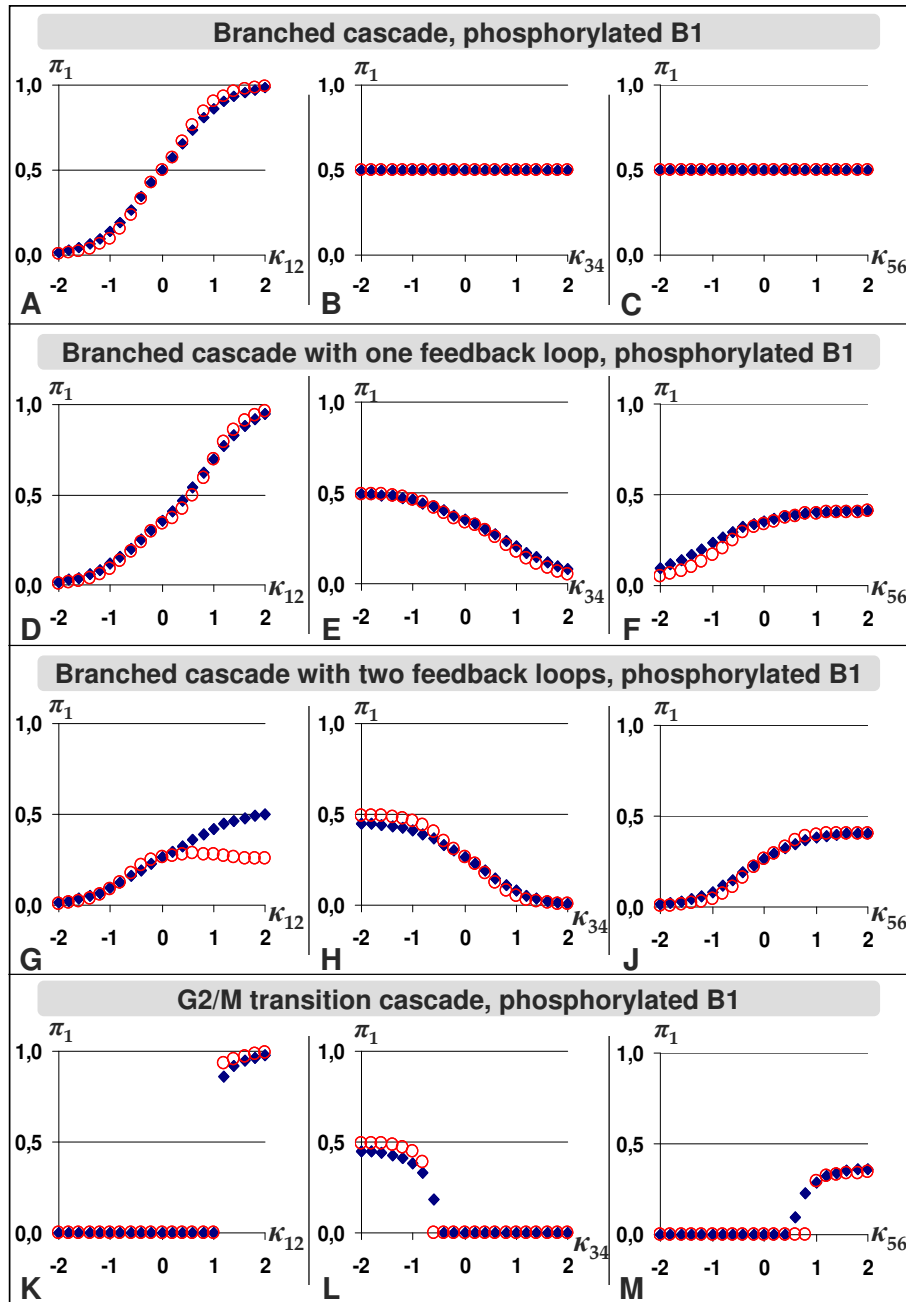 Branched cascade, phosphorylated B1
π1 π1 π1
1,0 1,0 1,0
0,5 0,5 0,5
0,0 κ12 0,0 κ34 0,0 κ56
-2 -1 0 1 2 -2 -1 0 1 2 -2 -1 0 1 2
A B C
Branched cascade with one feedback loop, phosphorylated B1
π1 π1 π1
1,0 1,0 1,0
0,5 0,5 0,5
0,0 κ12 0,0 κ34 0,0 κ56
-2 -1 0 1 2 -2 -1 0 1 2 -2 -1 0 1 2
D E F
Branched cascade with two feedback loops, phosphorylated B1
π1 π1 π1
1,0 1,0 1,0
0,5 0,5 0,5
0,0 κ12 0,0 κ34 0,0 κ56
-2 -1 0 1 2 -2 -1 0 1 2 -2 -1 0 1 2
G H J
G2/M transition cascade, phosphorylated B1
π1 π1 π1
1,0 1,0 1,0
0,5 0,5 0,5
0,0 κ12 0,0 κ34 0,0 κ56
-2 -1 0 1 2 -2 -1 0 1 2 -2 -1 0 1 2
K L M